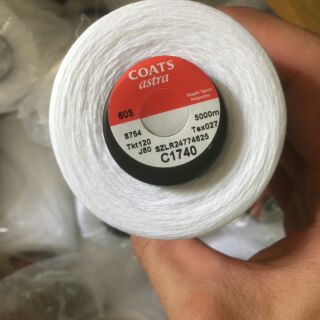 COATS
astra
Staple Spun
Polyester
603
8754
5000m
Tkt120
Tex027
J80
SZLR24774625
C1740